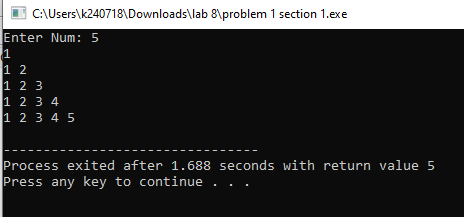 C:\Users\k240718\Downloads\lab 8\problem 1 section 1.exe
Enter Num: 5
1
1 2
1 2 3
1 2 3 4
1 2 3 4 5
--------------------------------
Process exited after 1.688 seconds with return value 5
Press any key to continue . . .